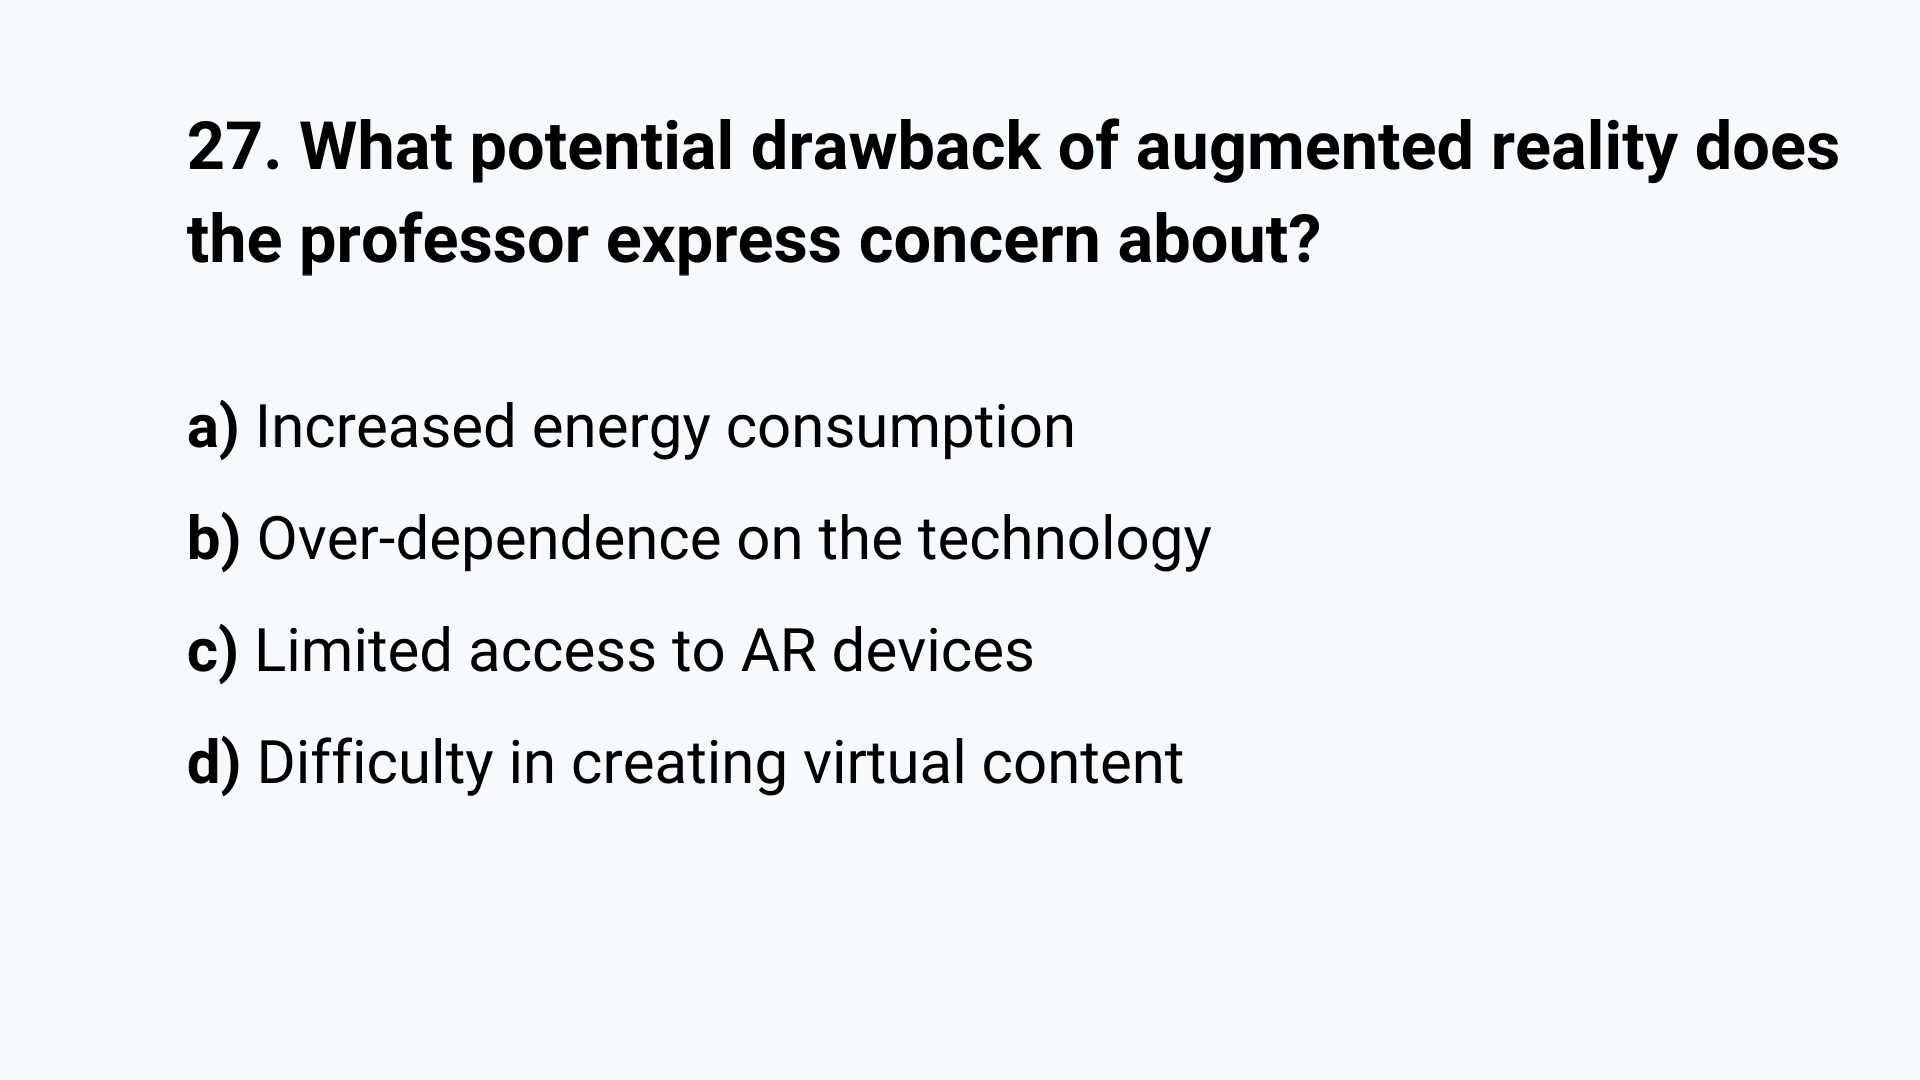 27. What potential drawback of augmented reality does
the professor express concern about?
a) Increased energy consumption
b) Over-dependence on the technology
c) Limited access to AR devices
d) Difficulty in creating virtual content